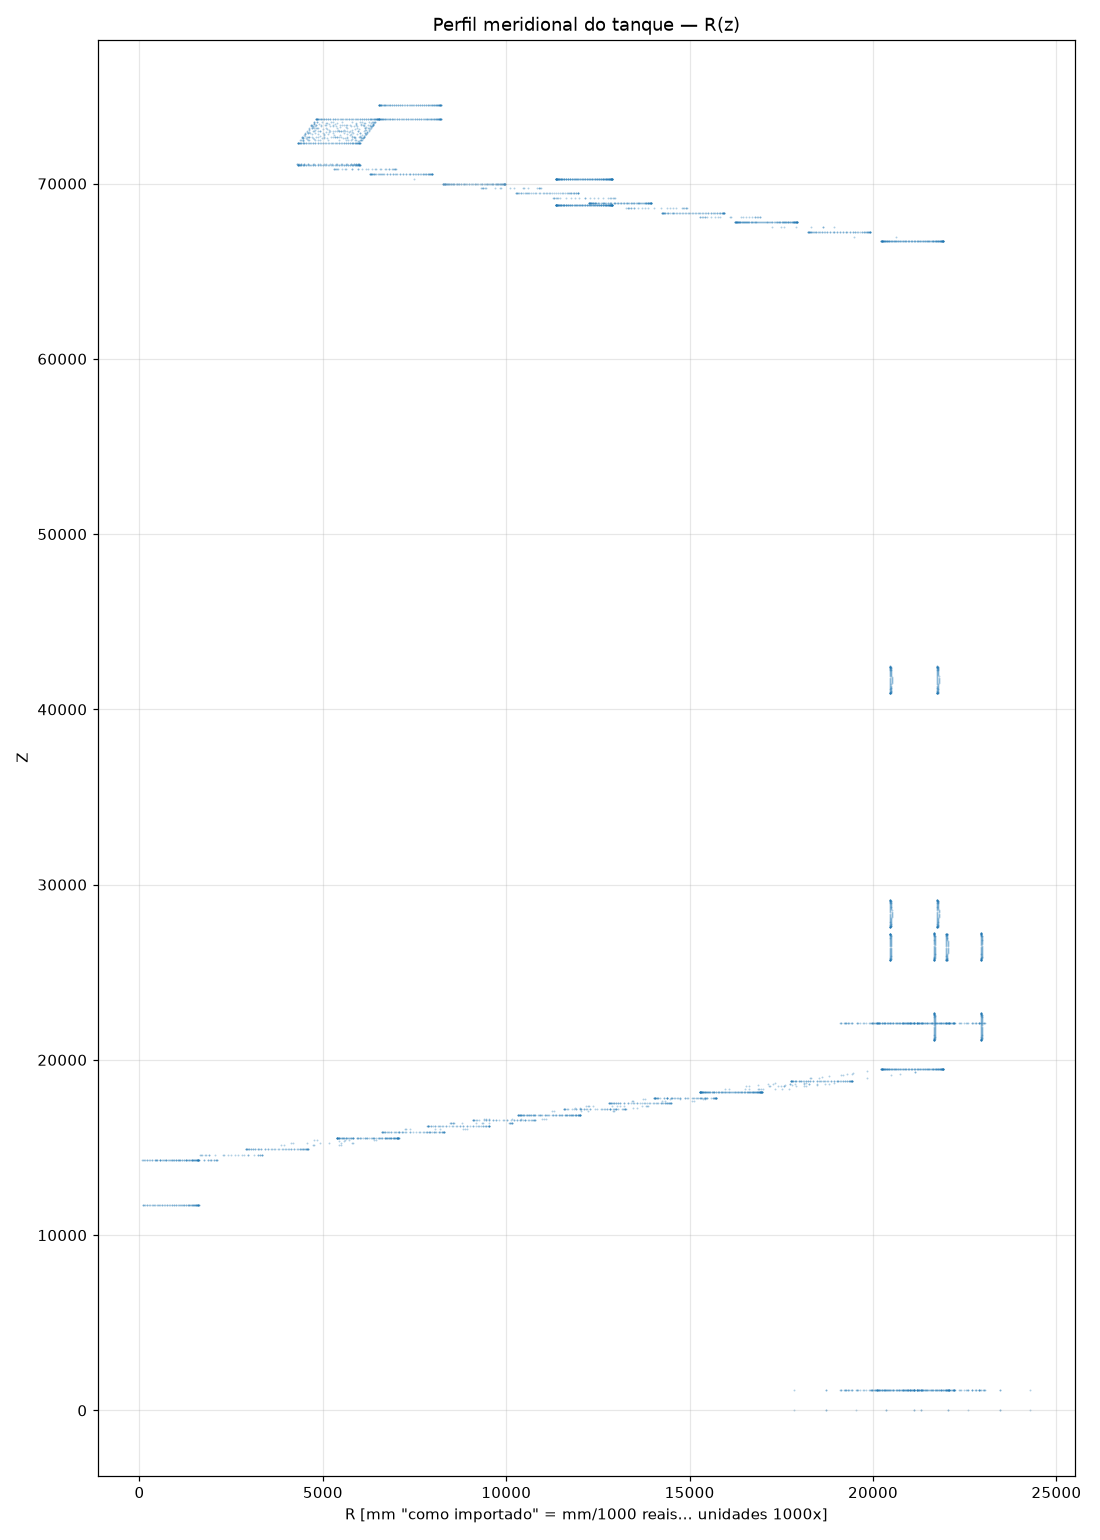 Perfil meridional do tanque — R(z)
70000
60000
50000
40000
30000
20000
10000
0
Z
0 5000 10000 15000 20000 25000
R [mm "como importado" = mm/1000 reais... unidades 1000x]